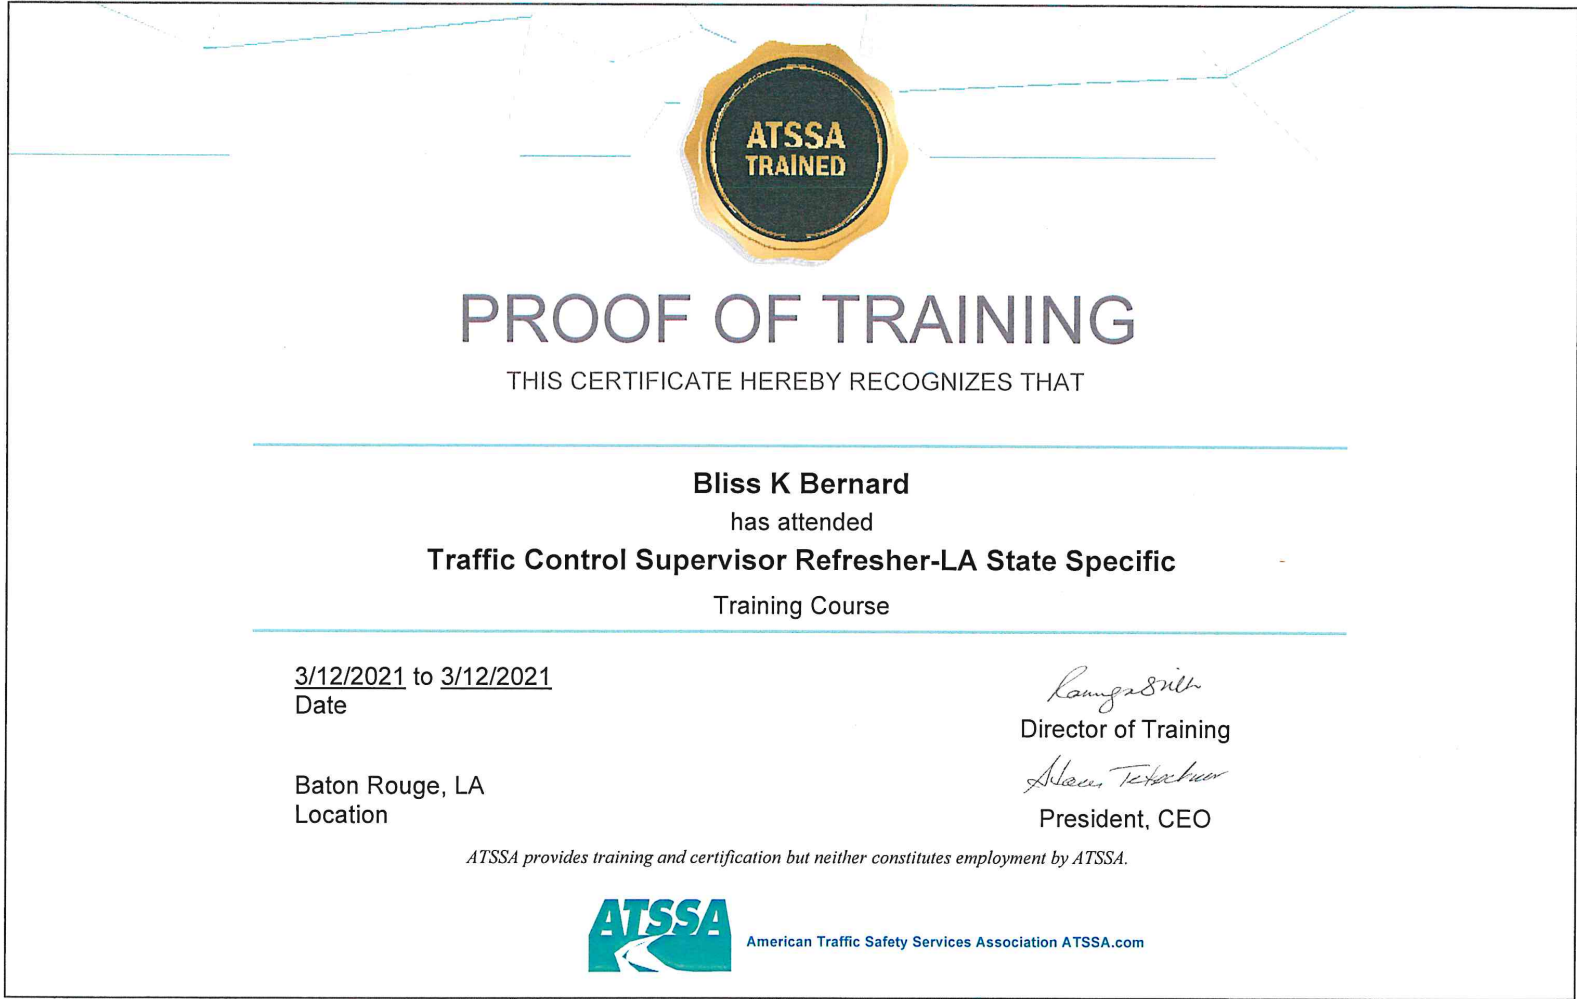 ATSSA
TRAINED
PROOF OF TRAINING
THIS CERTIFICATE HEREBY RECOGNIZES THAT
Bliss K Bernard
has attended
Traffic Control Supervisor Refresher-LA State Specific
Training Course
3/12/2021 to 3/12/2021
Date
Director of Training
Baton Rouge, LA
Location
President, CEO
ATSSA provides training and certification but neither constitutes employment by ATSSA.
ATSSA
American Traffic Safety Services Association ATSSA.com